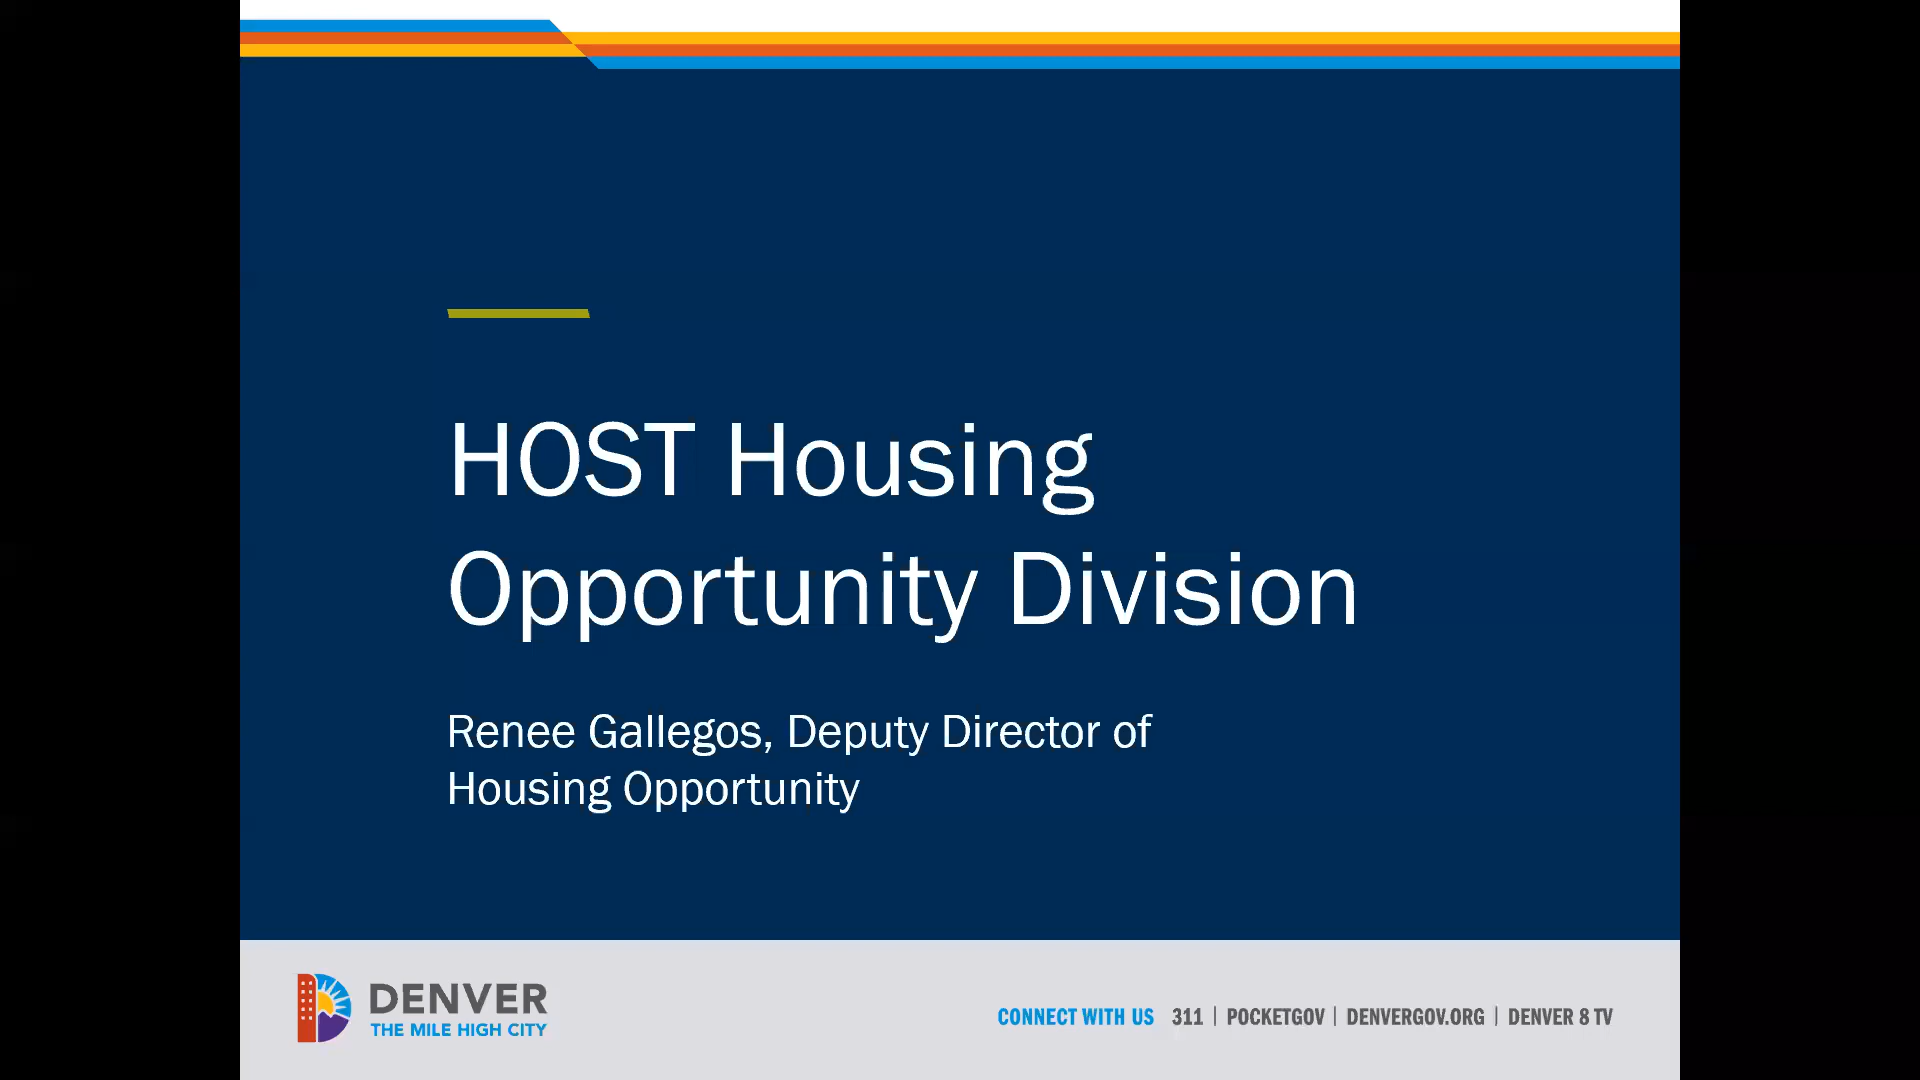 HOST Housing
Opportunity Division
Renee Gallegos, Deputy Director of
Housing Opportunity
DENVER
THE MILE HIGH CITY
CONNECT WITH US 311 | POCKETGOV | DENVERGOV.ORG | DENVER 8 TV